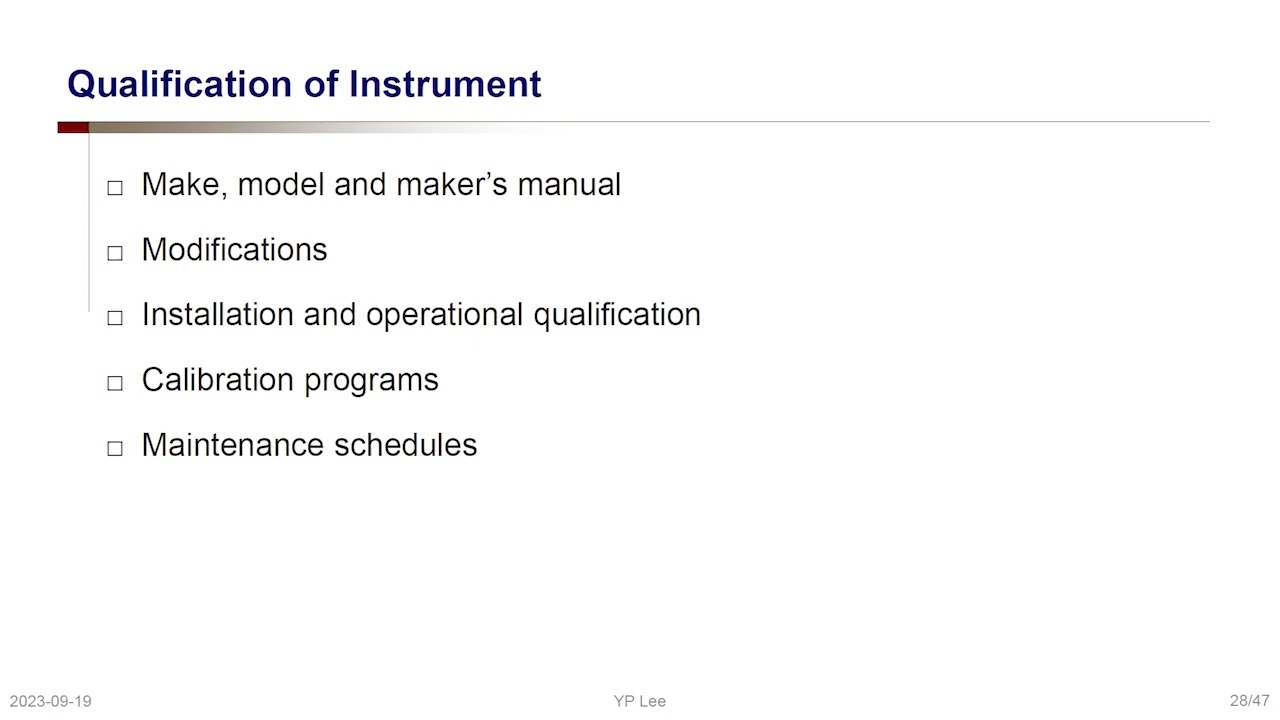 Qualification of Instrument
□ Make, model and maker’s manual
□ Modifications
□ Installation and operational qualification
□ Calibration programs
□ Maintenance schedules
2023-09-19
YP Lee
28/47